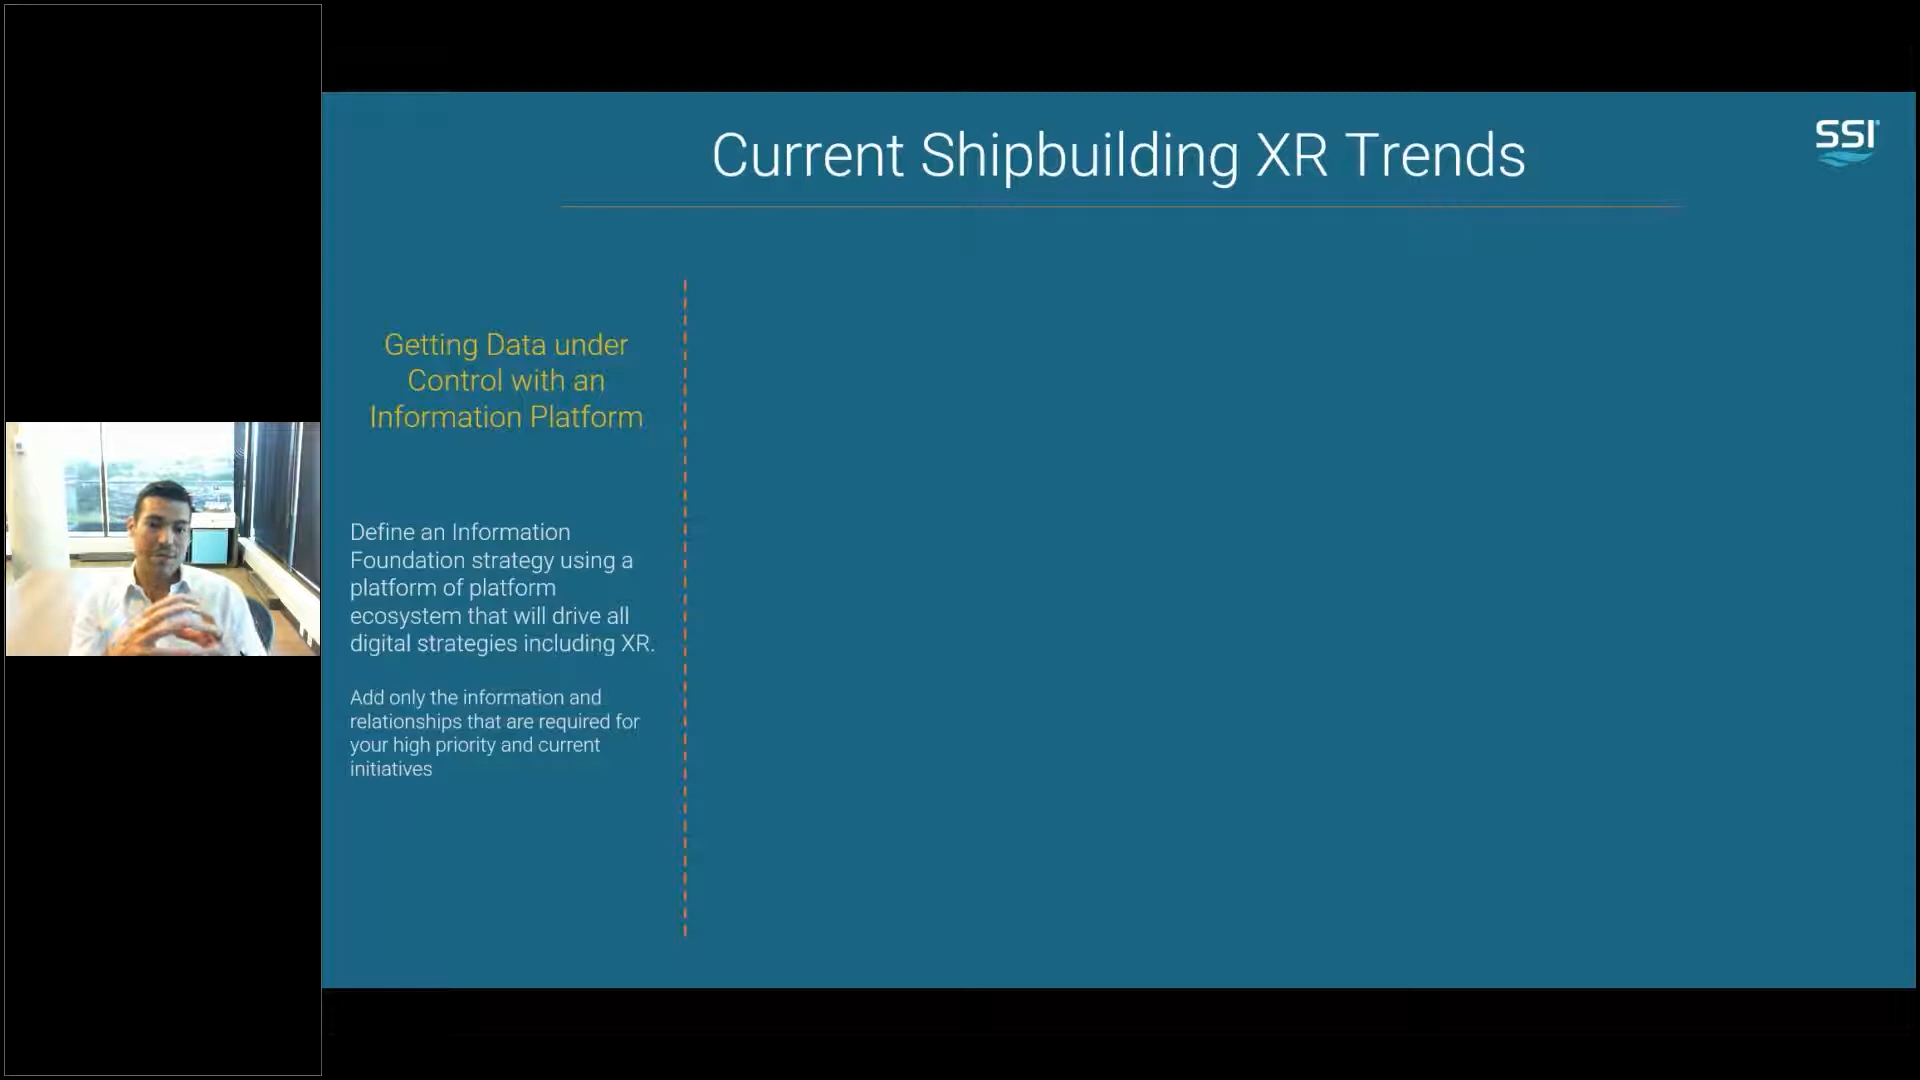 Current Shipbuilding XR Trends
SSI
Getting Data under
Control with an
Information Platform
Define an Information
Foundation strategy using a
platform of platform
ecosystem that will drive all
digital strategies including XR.
Add only the information and
relationships that are required for
your high priority and current
initiatives